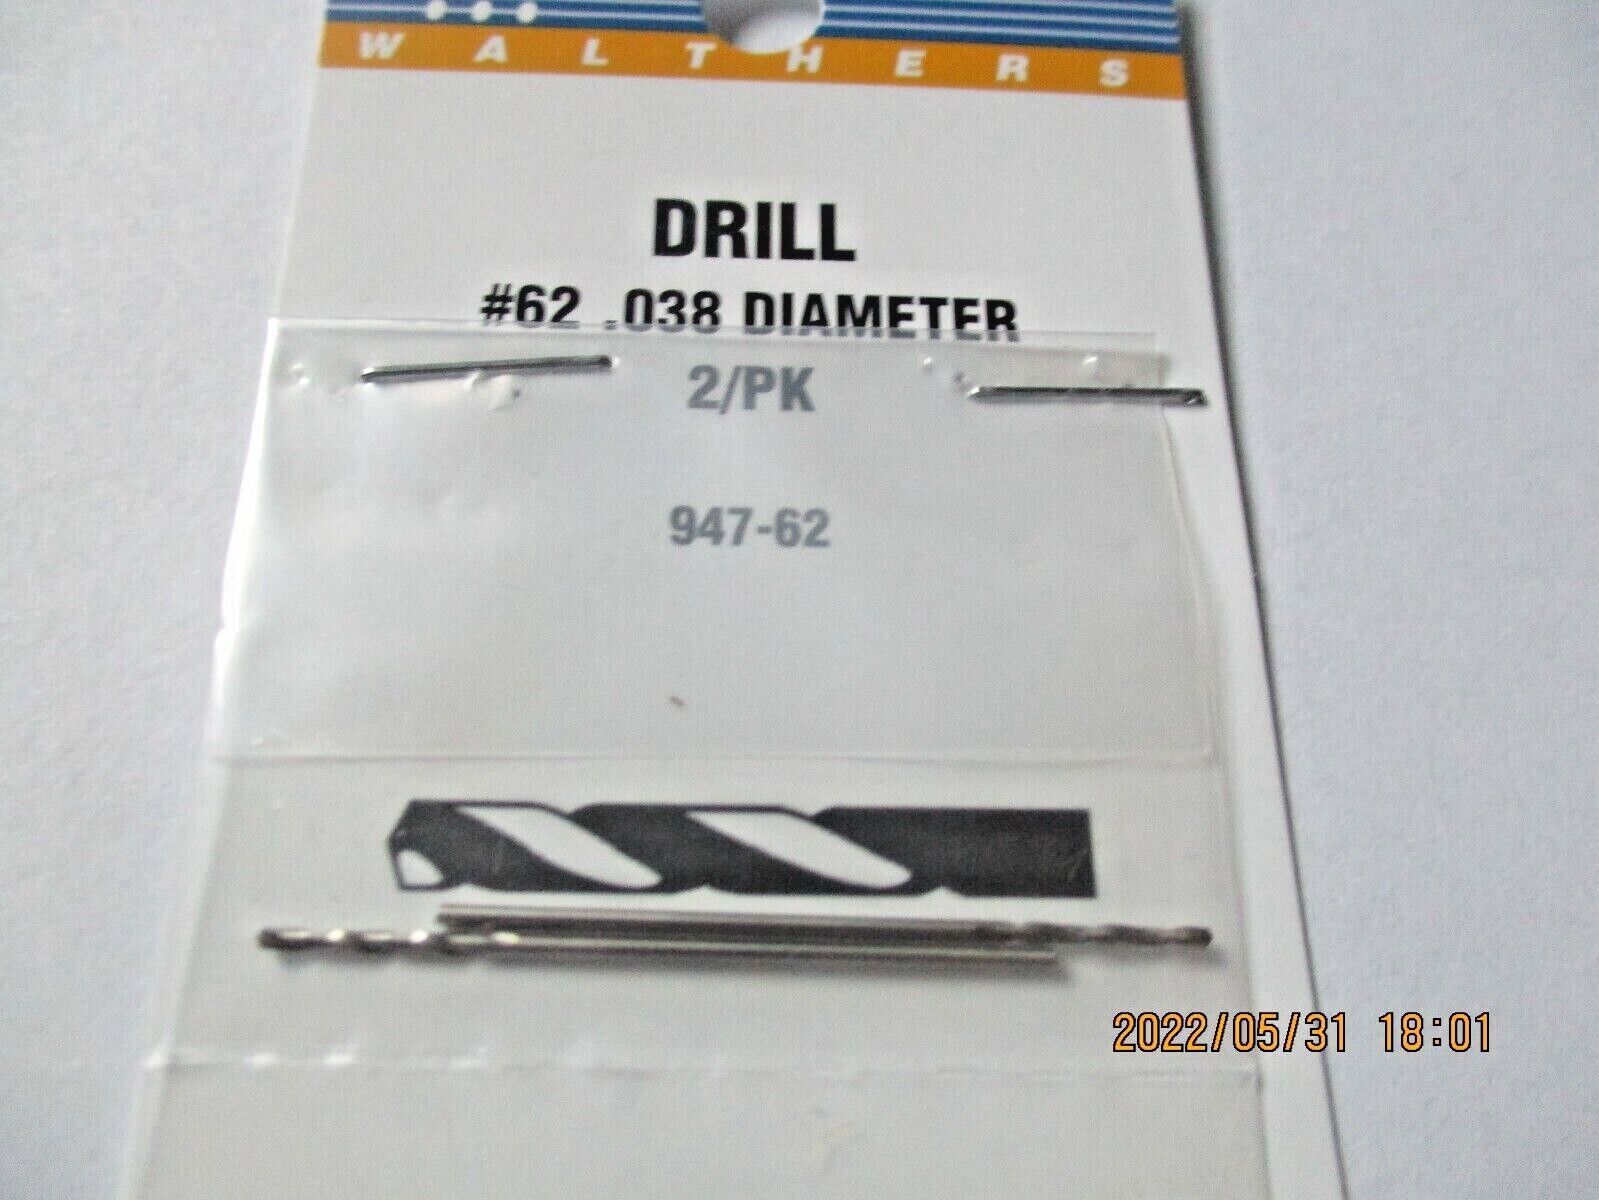 WALTHERS
DRILL
#62 .038 DIAMETER
2/PK
947-62
2022/05/31 18:01